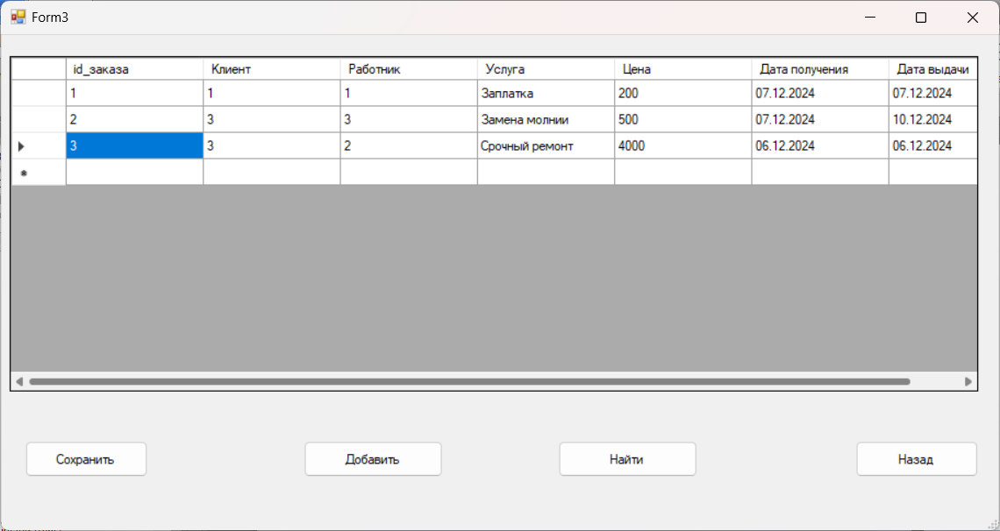 Form3
id_заказа Клиент Работник Услуга Цена Дата получения Дата выдачи
1 1 1 Заплатка 200 07.12.2024 07.12.2024
2 3 3 Замена молнии 500 07.12.2024 10.12.2024
3 3 2 Срочный ремонт 4000 06.12.2024 06.12.2024
Сохранить Добавить Найти Назад